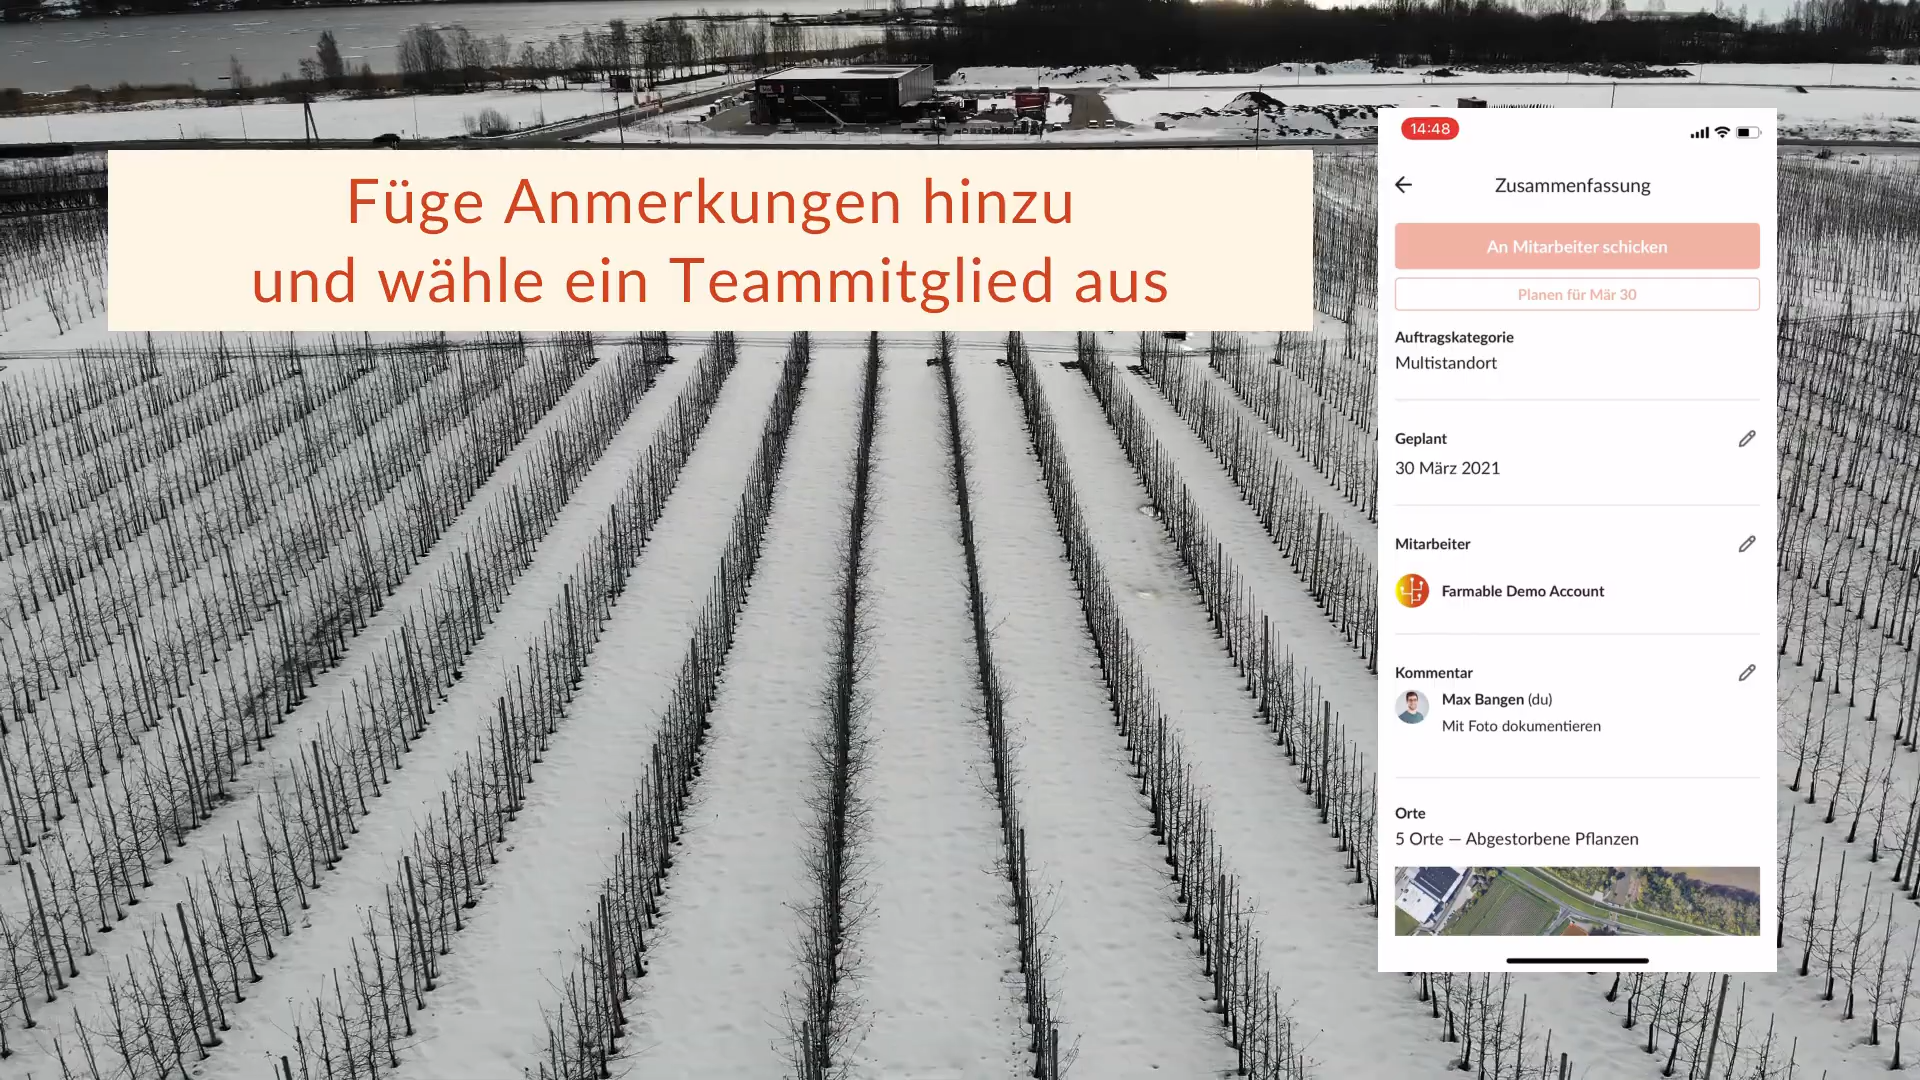 Füge Anmerkungen hinzu
und wähle ein Teammitglied aus
14:48
Zusammenfassung
An Mitarbeiter schicken
Planen für Mär 30
Auftragskategorie
Multistandort
Geplant
30 März 2021
Mitarbeiter
Farmable Demo Account
Kommentar
Max Bangen (du)
Mit Foto dokumentieren
Orte
5 Orte — Abgestorbene Pflanzen